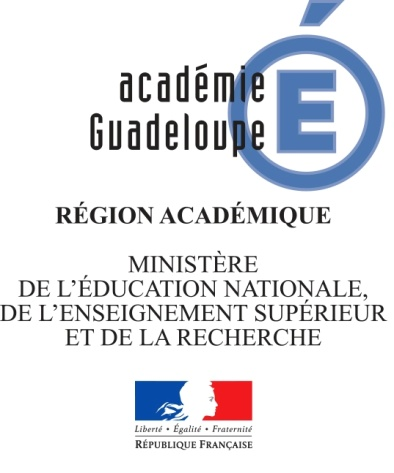 académie
Guadeloupe
É
RÉGION ACADÉMIQUE
MINISTÈRE
DE L'ÉDUCATION NATIONALE,
DE L'ENSEIGNEMENT SUPÉRIEUR
ET DE LA RECHERCHE
Liberté • Égalité • Fraternité
RÉPUBLIQUE FRANÇAISE